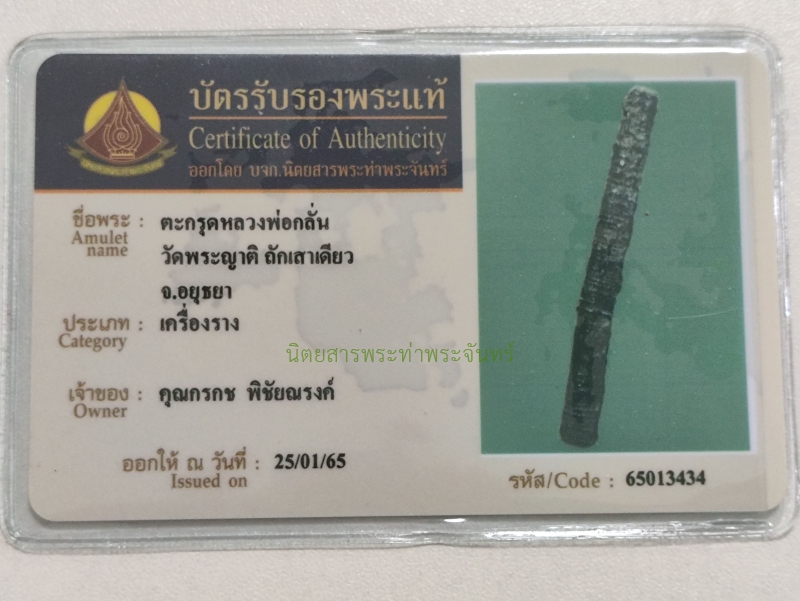 บัตรรับรองพระแท้
Certificate of Authenticity
ออกโดย บจก.นิตยสารพระท่าพระจันทร์
ชื่อพระ : ตะกรุดหลวงพ่อกลั่น
Amulet name
วัดพระญาติ ถักเสาเดียว
จ.อยุธยา
ประเภท : เครื่องราง
Category
นิตยสารพระท่าพระจันทร์
เจ้าของ : คุณกรกช พิชัยณรงค์
Owner
ออกให้ ณ วันที่ : 25/01/65
Issued on
รหัส/Code : 65013434